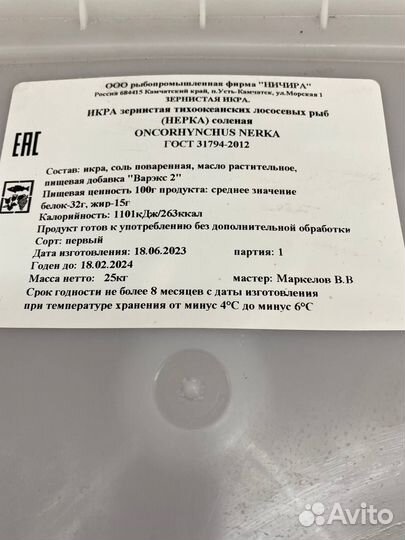 ООО рыбопромышленная фирма "НИЧИРА"
Россия 684415 Камчатский край, п.Усть-Камчатск, ул.Морская 1
ЗЕРНИСТАЯ ИКРА.
ИКРА зернистая тихоокеанских лососевых рыб
(НЕРКА) соленая
ONCORHYNCHUS NERKA
ГОСТ 31794-2012
EAC
Состав: икра, соль поваренная, масло растительное,
пищевая добавка "Варэкс 2"
Пищевая ценность 100г продукта: среднее значение
белок-32г, жир-15г
Калорийность: 1101кДж/263ккал
Продукт готов к употреблению без дополнительной обработки
Сорт: первый
Дата изготовления: 18.06.2023 партия: 1
Годен до: 18.02.2024
Масса нетто: 25кг мастер: Маркелов В.В
Срок годности не более 8 месяцев с даты изготовления
при температуре хранения от минус 4°С до минус 6°С
Avito